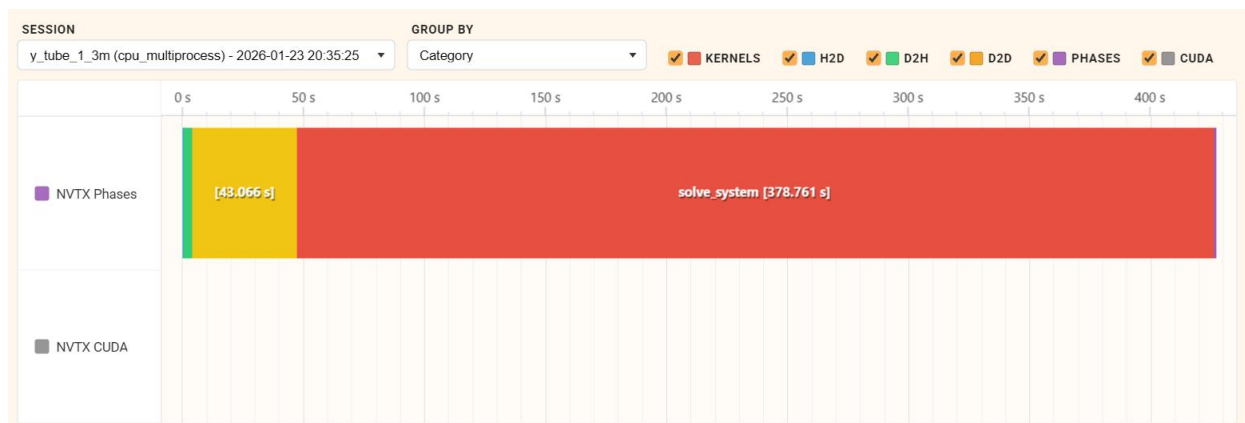 SESSION
GROUP BY
y_tube_1_3m (cpu_multiprocess) - 2026-01-23 20:35:25
Category
KERNELS
H2D
D2H
D2D
PHASES
CUDA
0 s
50 s
100 s
150 s
200 s
250 s
300 s
350 s
400 s
NVTX Phases
[43.066 s]
solve_system [378.761 s]
NVTX CUDA